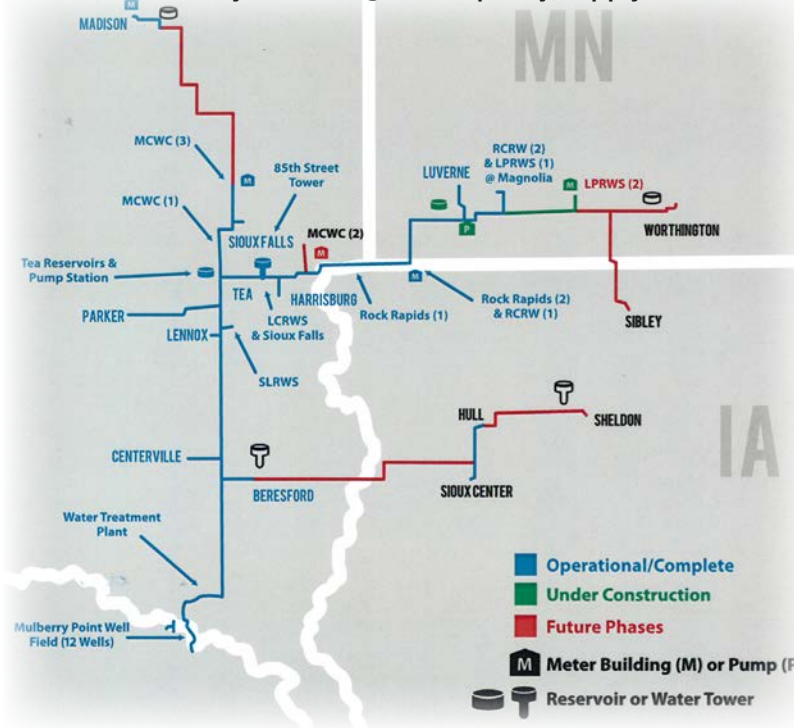 M
MADISON
MN
MCWC (3)
M
85th Street
Tower
RCRW (2)
& LPRWS (1)
@ Magnolia
LUVERNE
M
LPRWS (2)
MCWC (1)
SIOUX FALLS
MCWC (2)
M
P
WORTHINGTON
Tea Reservoirs &
Pump Station
M
TEA
HARRISBURG
LCRWS
& Sioux Falls
Rock Rapids (1)
Rock Rapids (2)
& RCRW (1)
PARKER
LENNOX
SIBLEY
SLRWS
HULL
SHELDON
IA
CENTERVILLE
BERESFORD
SIOUX CENTER
Water Treatment
Plant
Operational/Complete
Under Construction
Future Phases
Mulberry Point Well
Field (12 Wells)
M Meter Building (M) or Pump (P
Reservoir or Water Tower